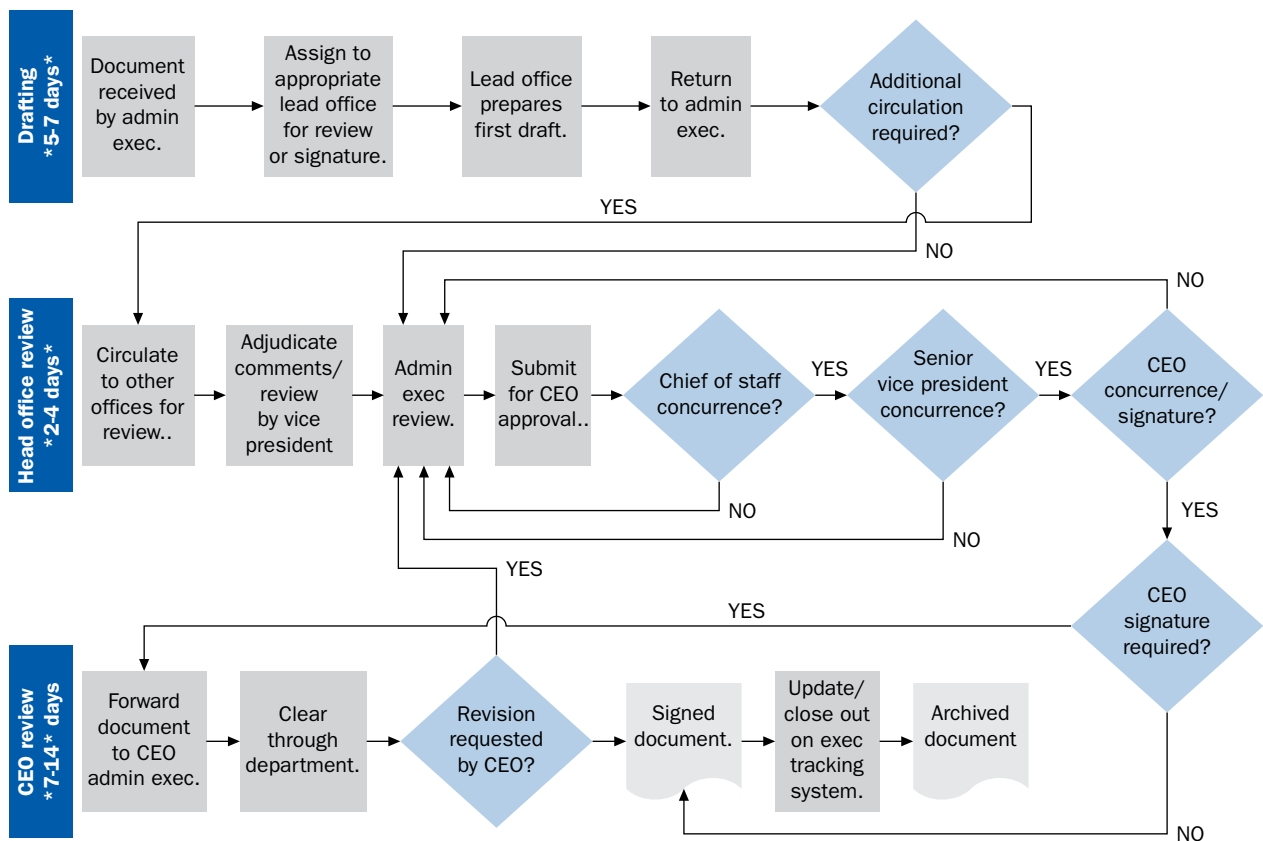 Drafting
*5-7 days*
Document
received
by admin
exec.
Assign to
appropriate
lead office
for review
or signature.
Lead office
prepares
first draft.
Return
to admin
exec.
Additional
circulation
required?
YES
NO
NO
Head office review
*2-4 days*
Circulate
to other
offices for
review..
Adjudicate
comments/
review
by vice
president
Admin
exec
review.
Submit
for CEO
approval..
Chief of staff
concurrence?
YES
Senior
vice president
concurrence?
YES
CEO
concurrence/
signature?
NO
NO
YES
YES
CEO
signature
required?
YES
CEO review
*7-14* days
Forward
document
to CEO
admin exec.
Clear
through
department.
Revision
requested
by CEO?
Signed
document.
Update/
close out
on exec
tracking
system.
Archived
document
NO